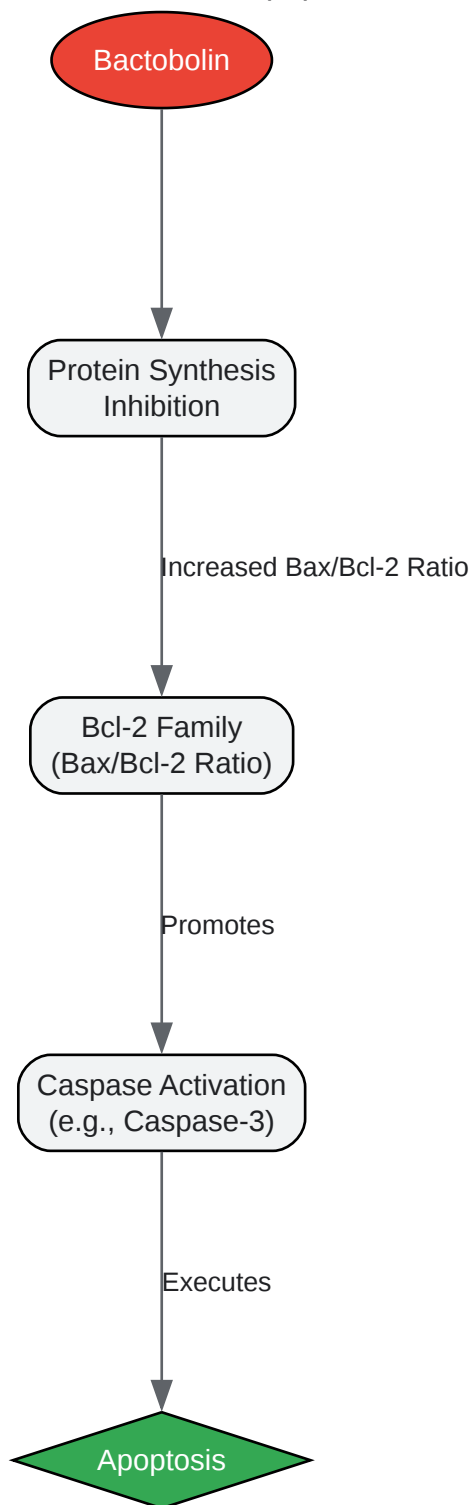 Bactobolin
Protein Synthesis
Inhibition
Increased Bax/Bcl-2 Ratio
Bcl-2 Family
(Bax/Bcl-2 Ratio)
Promotes
Caspase Activation
(e.g., Caspase-3)
Executes
Apoptosis